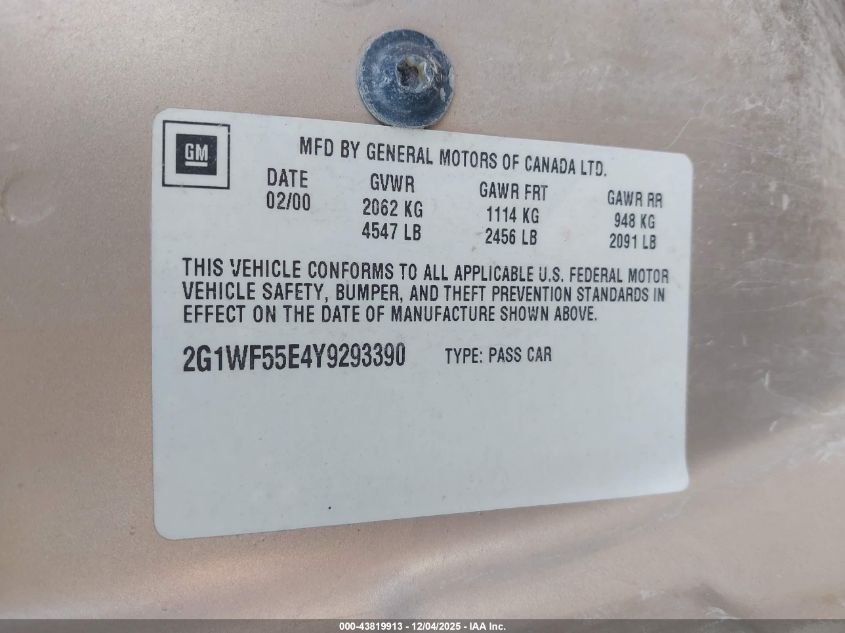 GM
MFD BY GENERAL MOTORS OF CANADA LTD.
DATE GVWR GAWR FRT GAWR RR
02/00 2062 KG 1114 KG 948 KG
4547 LB 2456 LB 2091 LB
THIS VEHICLE CONFORMS TO ALL APPLICABLE U.S. FEDERAL MOTOR
VEHICLE SAFETY, BUMPER, AND THEFT PREVENTION STANDARDS IN
EFFECT ON THE DATE OF MANUFACTURE SHOWN ABOVE.
2G1WF55E4Y9293390 TYPE: PASS CAR
000-43819913 - 12/04/2025 - IAA Inc.